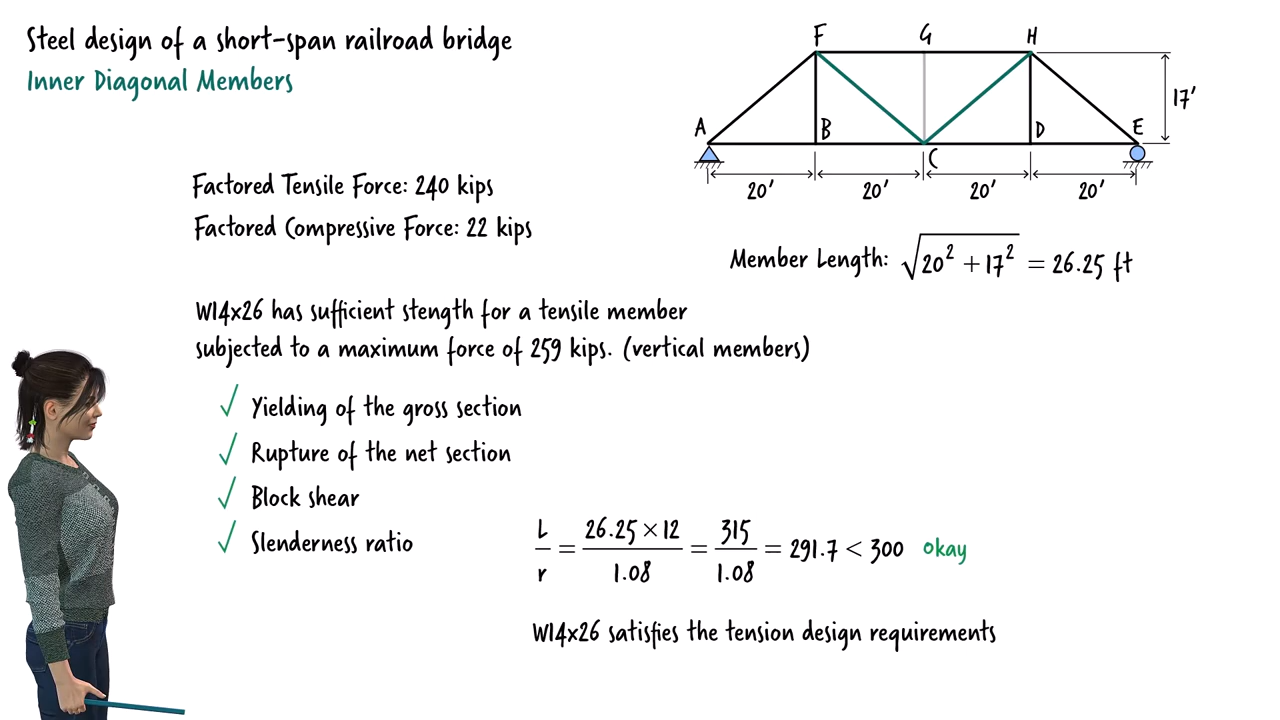 Steel design of a short-span railroad bridge
Inner Diagonal Members
F G H
17'
A B C D E
20' 20' 20' 20'
Factored Tensile Force: 240 kips
Factored Compressive Force: 22 kips
Member Length: √(20² + 17²) = 26.25 ft
W14x26 has sufficient stength for a tensile member
subjected to a maximum force of 259 kips. (vertical members)
✓ Yielding of the gross section
✓ Rupture of the net section
✓ Block shear
✓ Slenderness ratio
L/r = 26.25 × 12/1.08 = 315/1.08 = 291.7 < 300 okay
W14x26 satisfies the tension design requirements